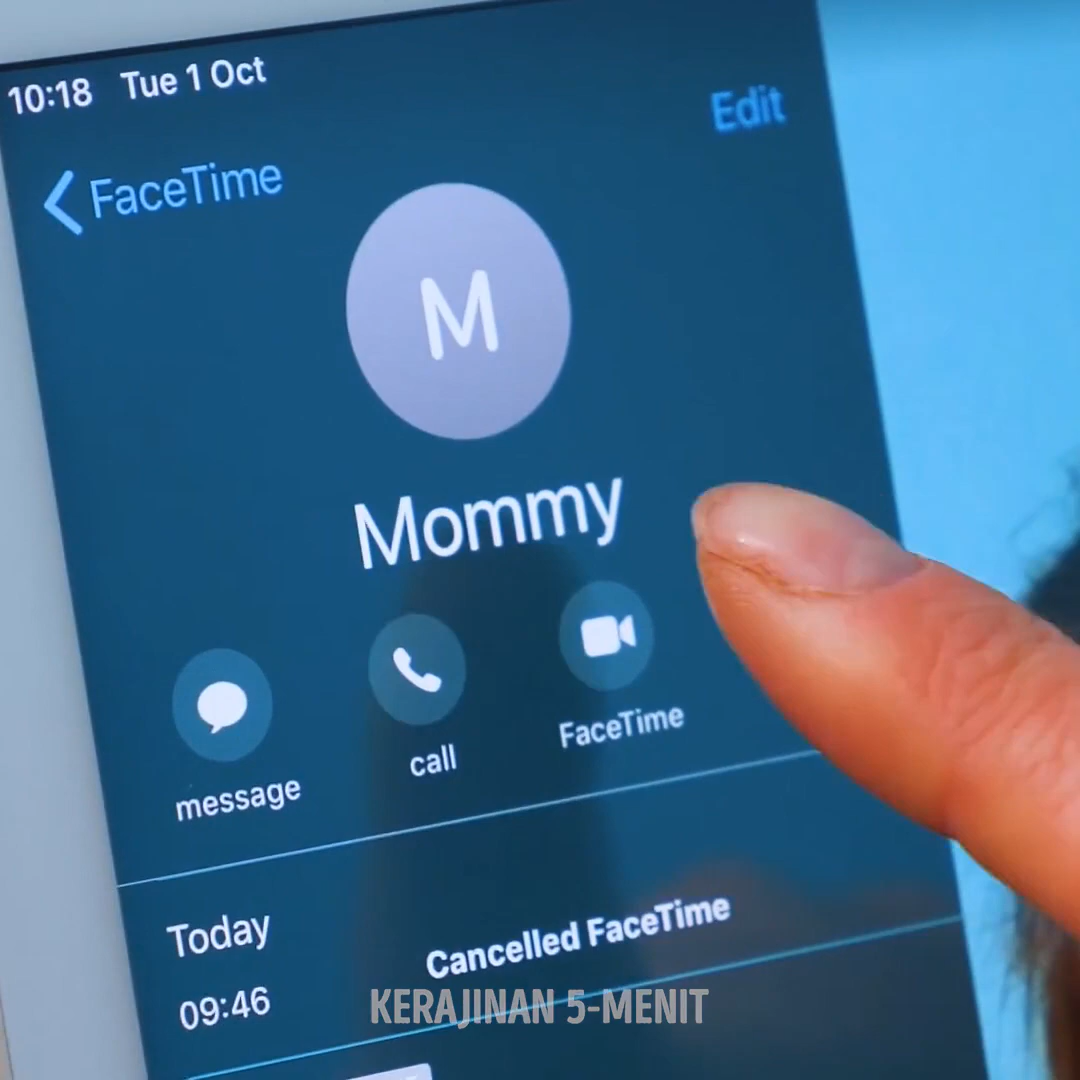 10:18 Tue 1 Oct
Edit
FaceTime
M
Mommy
message
call
FaceTime
Today
Cancelled FaceTime
09:46
KERAJINAN 5-MENIT